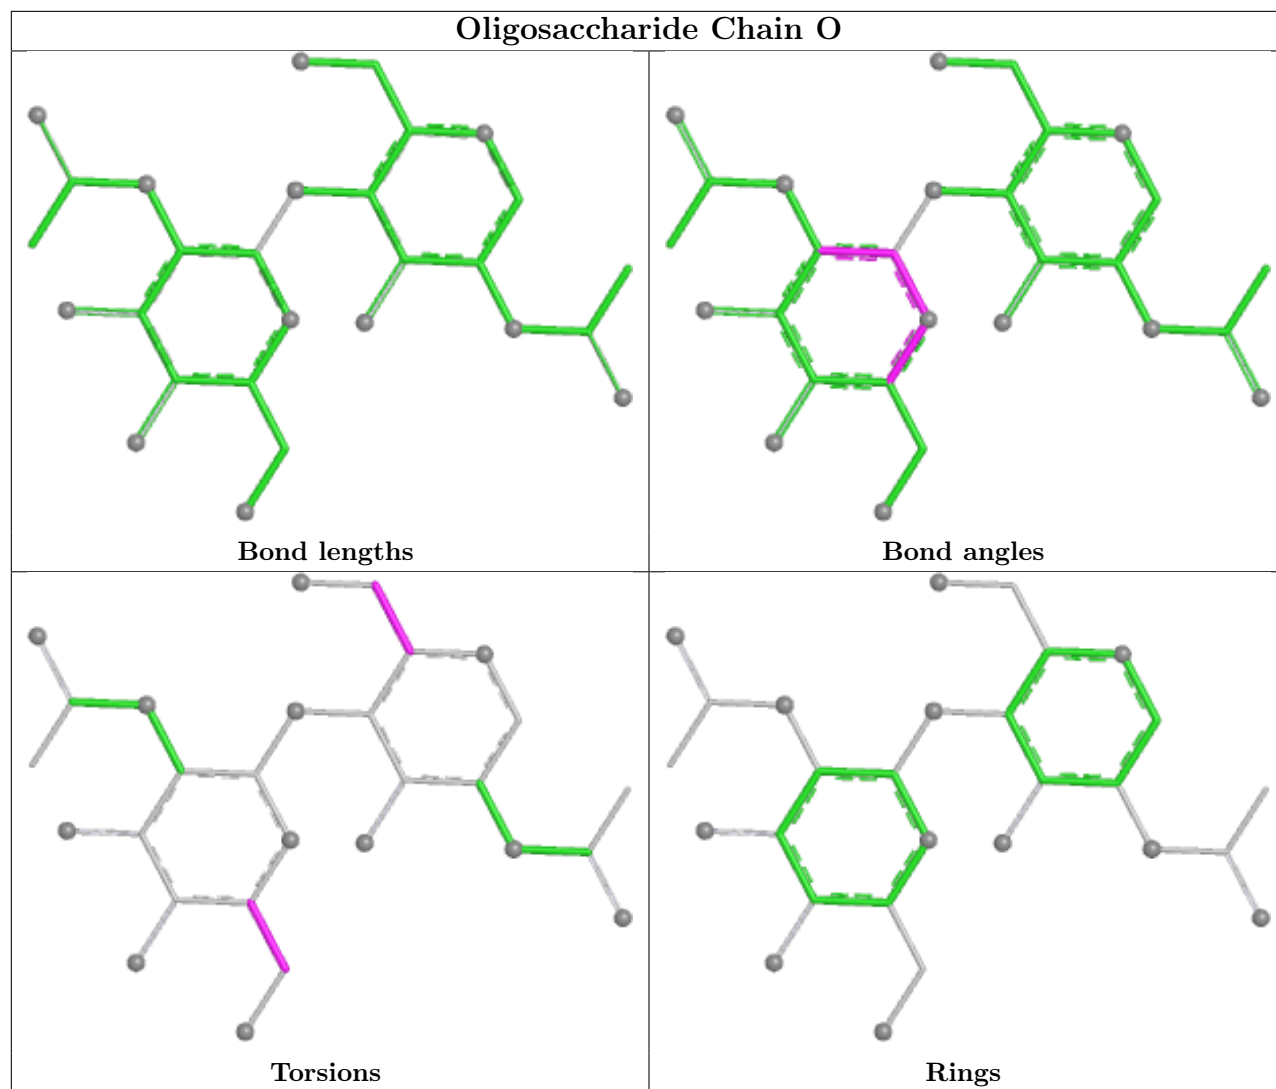 Oligosaccharide Chain O
Bond lengths
Bond angles
Torsions
Rings